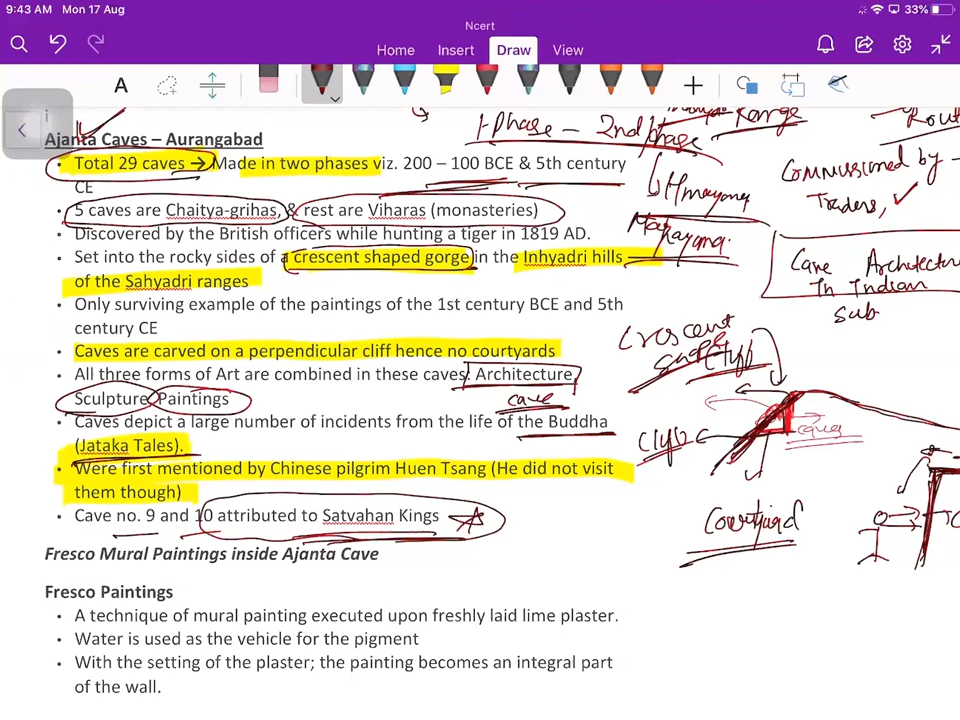 9:43 AM Mon 17 Aug
33%
Ncert
Home Insert Draw View
A
Ajanta Caves – Aurangabad
• Total 29 caves → Made in two phases viz. 200 – 100 BCE & 5th century
CE
• 5 caves are Chaitya-grihas, & rest are Viharas (monasteries)
• Discovered by the British officers while hunting a tiger in 1819 AD.
• Set into the rocky sides of a crescent shaped gorge in the Inhyadri hills
of the Sahyadri ranges
• Only surviving example of the paintings of the 1st century BCE and 5th
century CE
• Caves are carved on a perpendicular cliff hence no courtyards
• All three forms of Art are combined in these caves: Architecture,
Sculpture, Paintings
cave
• Caves depict a large number of incidents from the life of the Buddha
(Jataka Tales).
• Were first mentioned by Chinese pilgrim Huen Tsang (He did not visit
them though)
• Cave no. 9 and 10 attributed to Satvahan Kings
Fresco Mural Paintings inside Ajanta Cave
Fresco Paintings
• A technique of mural painting executed upon freshly laid lime plaster.
• Water is used as the vehicle for the pigment
• With the setting of the plaster; the painting becomes an integral part
of the wall.
1 Phase – 2nd phase
Range
Commissioned by –
Traders,
Cave Architecture
In Indian
Sub
Crescent
caves
Courtyard